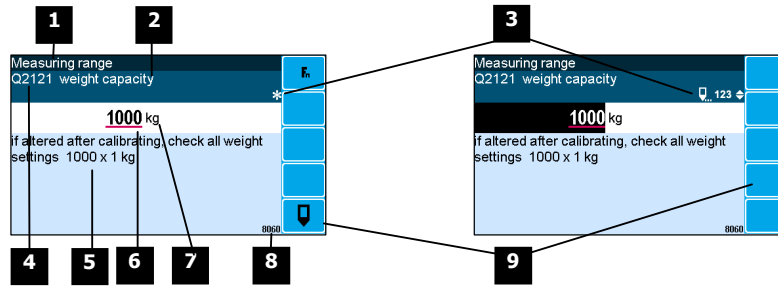 1
2
3
Measuring range
Q2121 weight capacity
Fn
*
1000 kg
if altered after calibrating, check all weight
settings 1000 x 1 kg
8060
Measuring range
Q2121 weight capacity
... 123
1000 kg
if altered after calibrating, check all weight
settings 1000 x 1 kg
8060
4
5
6
7
8
9